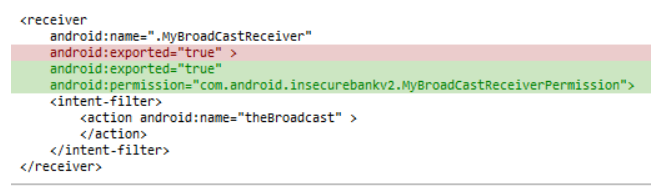 <receiver
android:name=".MyBroadCastReceiver"
android:exported="true" >
android:exported="true"
android:permission="com.android.insecurebankv2.MyBroadCastReceiverPermission">
<intent-filter>
<action android:name="theBroadcast" >
</action>
</intent-filter>
</receiver>